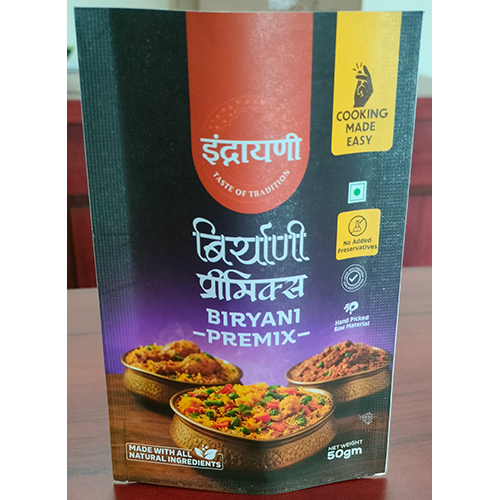 इंद्रायणी
TASTE OF TRADITION
COOKING
MADE
EASY
बिर्याणी
प्रीमिक्स
BIRYANI
PREMIX
No Added
Preservatives
Hand Picked
Raw Material
MADE WITH ALL
NATURAL INGREDIENTS
NET WEIGHT
50gm